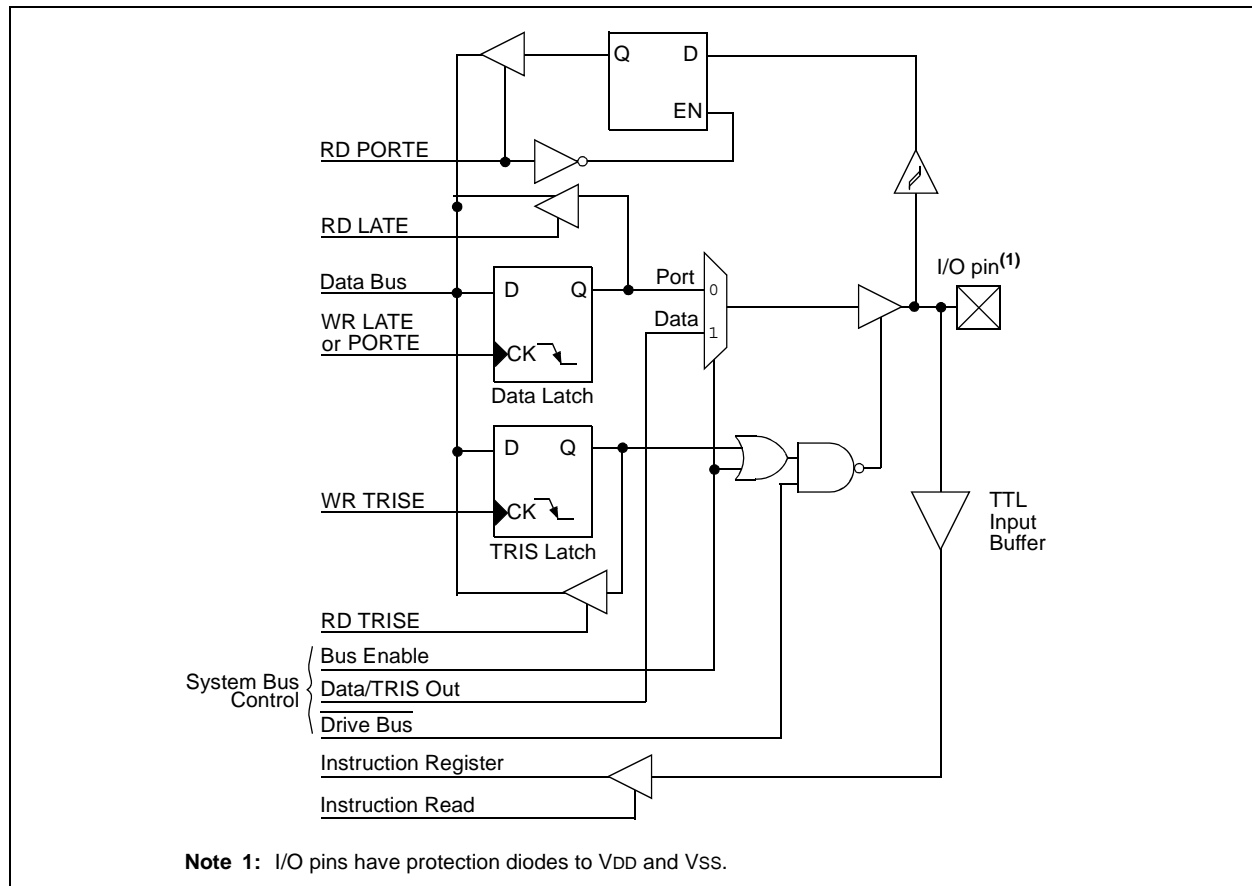 Q D
EN
RD PORTE
RD LATE
Data Bus
WR LATE
or PORTE
D Q
CK
Data Latch
Port
0
Data
1
I/O pin(1)
D Q
CK
TRIS Latch
WR TRISE
TTL
Input
Buffer
RD TRISE
System Bus
Control
Bus Enable
Data/TRIS Out
Drive Bus
Instruction Register
Instruction Read
Note 1: I/O pins have protection diodes to VDD and VSS.